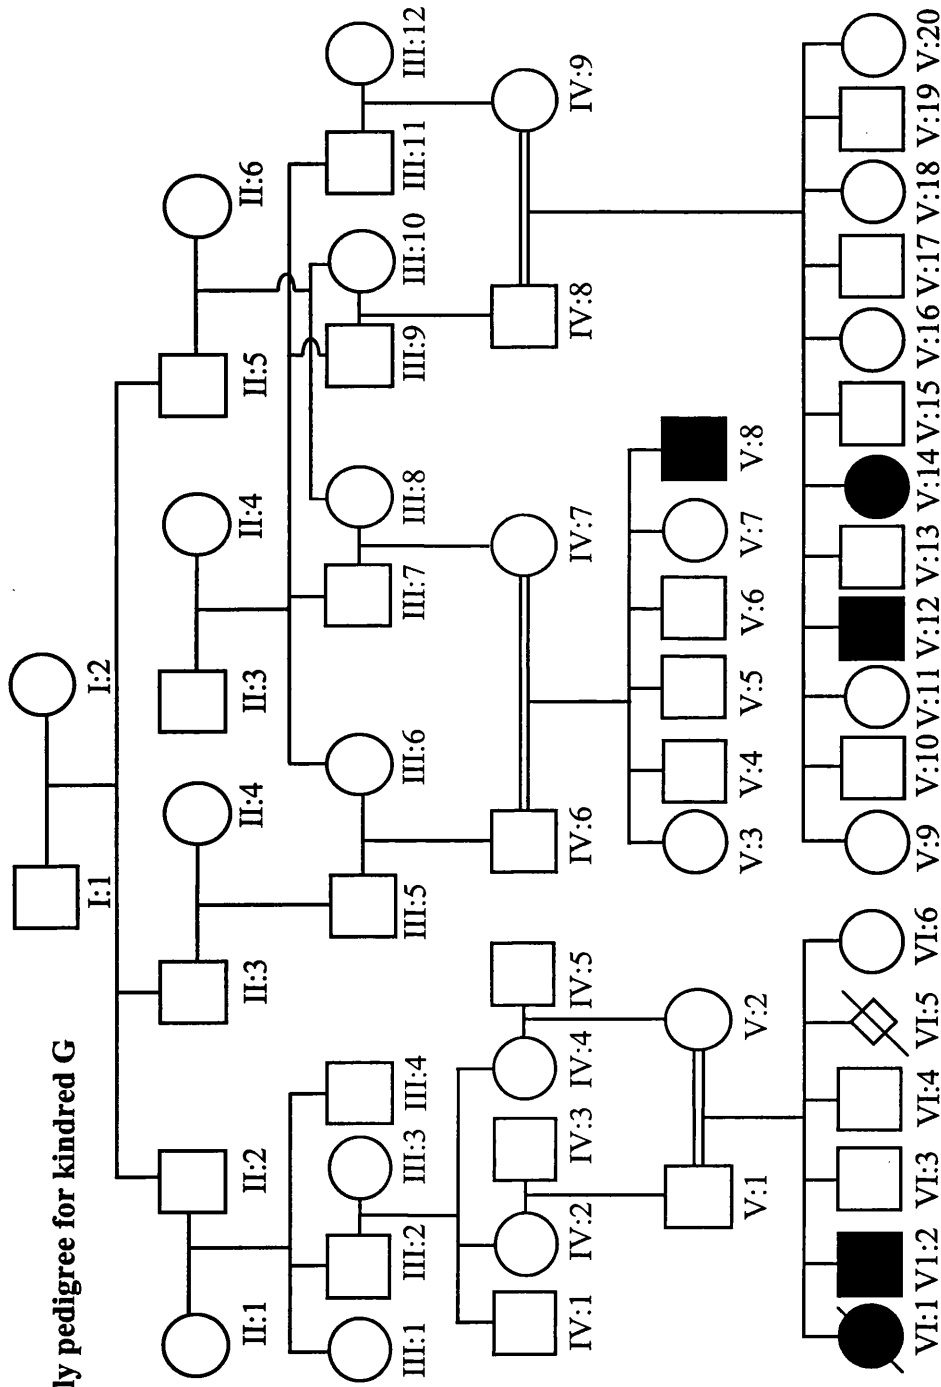 ly pedigree for kindred G
I:1 I:2
II:1 II:2 II:3 II:4 II:3 II:4 II:5 II:6
III:1 III:2 III:3 III:4 III:5 III:6 III:7 III:8 III:9 III:10 III:11 III:12
IV:1 IV:2 IV:3 IV:4 IV:5 IV:6 IV:7 IV:8 IV:9
V:1 V:2 V:3 V:4 V:5 V:6 V:7 V:8
VI:1 V1:2 VI:3 VI:4 VI:5 VI:6 V:9 V:10 V:11 V:12 V:13 V:14 V:15 V:16 V:17 V:18 V:19 V:20